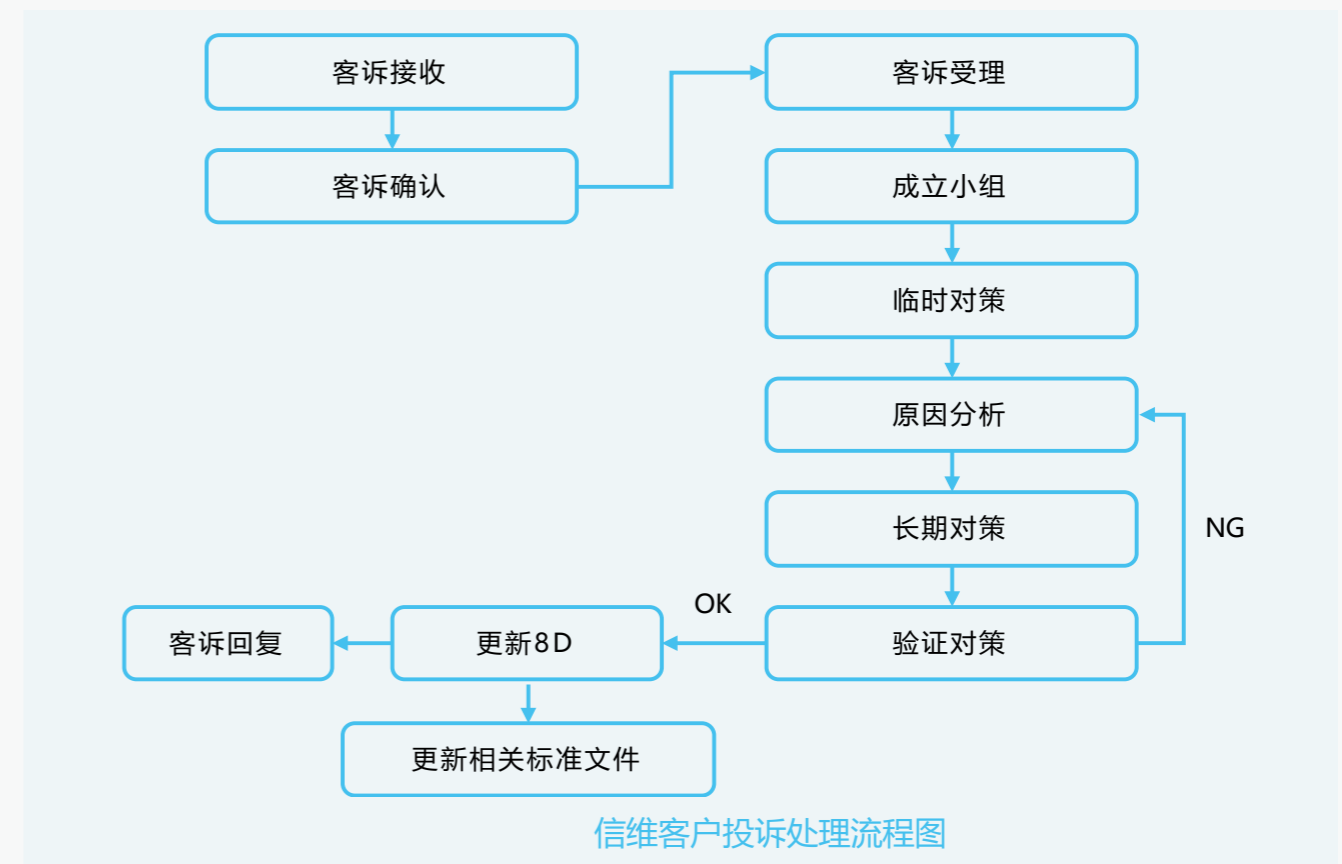 客诉接收
客诉确认
客诉受理
成立小组
临时对策
原因分析
长期对策
NG
验证对策
OK
更新8D
客诉回复
更新相关标准文件
信维客户投诉处理流程图